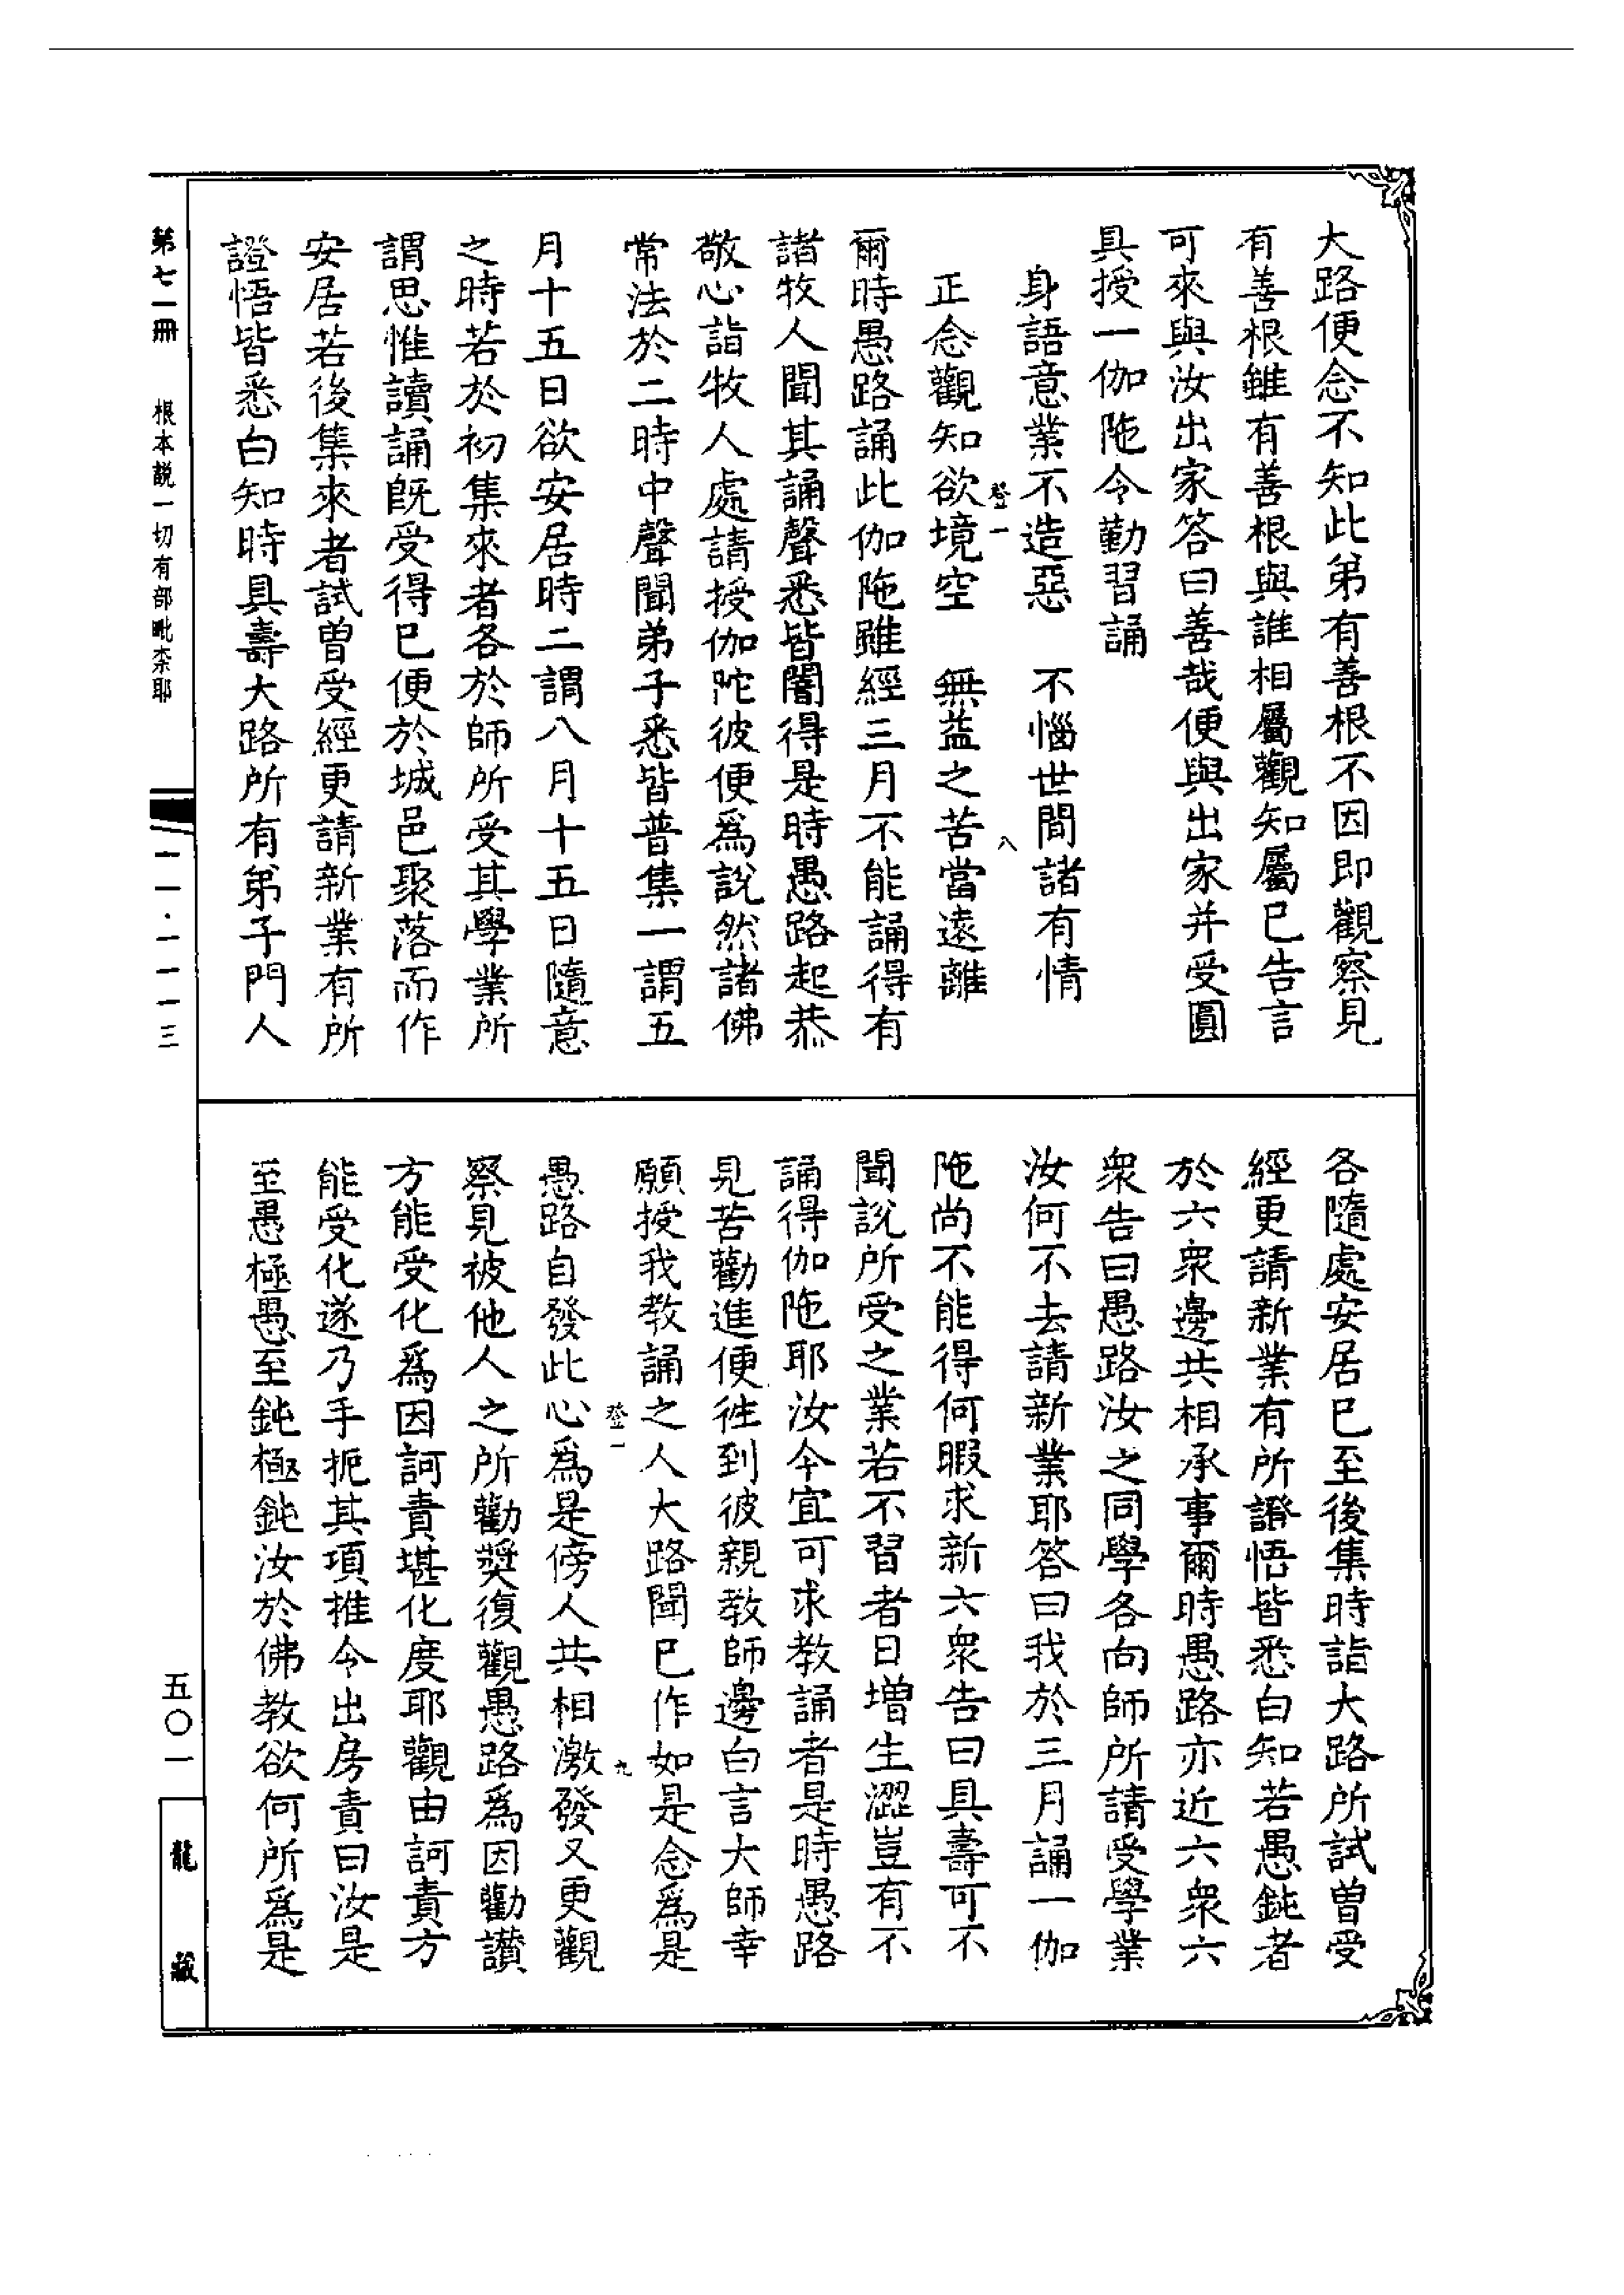 大路便念不知此弟有善根不因即觀察見
有善根雖有善根與誰相屬觀知屬已告言
可來與汝出家答曰善哉便與出家并受圓
具授一伽陁令勤習誦
身語意業不造惡　不惱世間諸有情
登一　八
正念觀知欲境空　無益之苦當遠離
爾時愚路誦此伽陁雖經三月不能誦得有
諸牧人聞其誦聲悉皆闇得是時愚路起恭
敬心詣牧人處請授伽陀彼便為說然諸佛
常法於二時中聲聞弟子悉皆普集一謂五
月十五日欲安居時二謂八月十五日隨意
之時若於初集來者各於師所受其學業所
謂思惟讀誦既受得已便於城邑聚落而作
安居若後集來者試曾受經更請新業有所
證悟皆悉白知時具壽大路所有弟子門人
各隨處安居已至後集時詣大路所試曾受
經更請新業有所證悟皆悉白知若愚鈍者
於六衆邊共相承事爾時愚路亦近六衆六
衆告曰愚路汝之同學各向師所請受學業
汝何不去請新業耶答曰我於三月誦一伽
陁尚不能得何暇求新六衆告曰具壽可不
聞說所受之業若不習者日增生澀豈有不
誦得伽陁耶汝今宜可求教誦者是時愚路
見苦勸進便往到彼親教師邊白言大師幸
願授我教誦之人大路聞已作如是念為是
登一　九
愚路自發此心為是傍人共相激發又更觀
察見被他人之所勸奬復觀愚路為因勸讃
方能受化為因訶責堪化度耶觀由訶責方
能受化遂乃手扼其項推令出房責曰汝是
至愚極愚至鈍極鈍汝於佛教欲何所為是
第七一冊　根本說一切有部毗柰耶　一一·一一一三　五〇一　龍藏